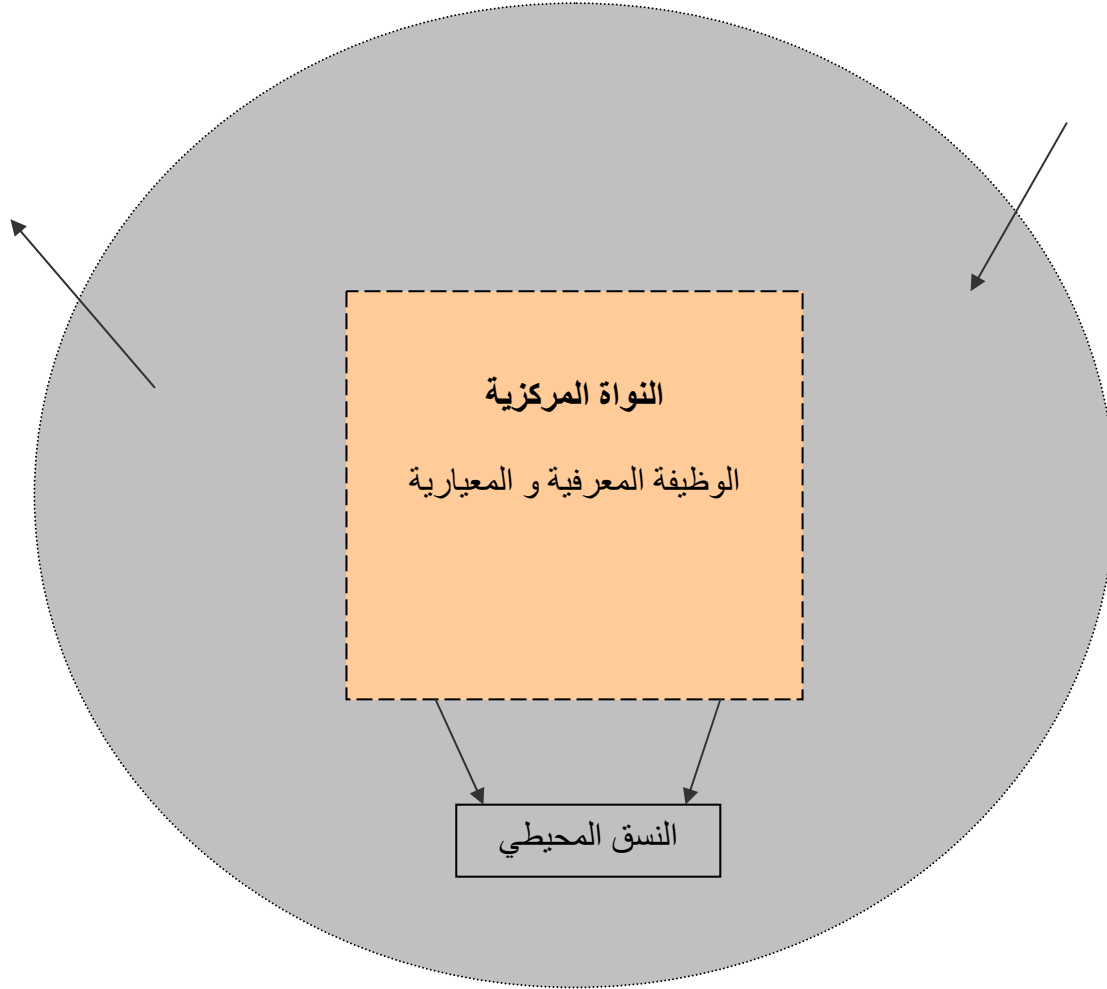 النواة المركزية
الوظيفة المعرفية و المعيارية
النسق المحيطي